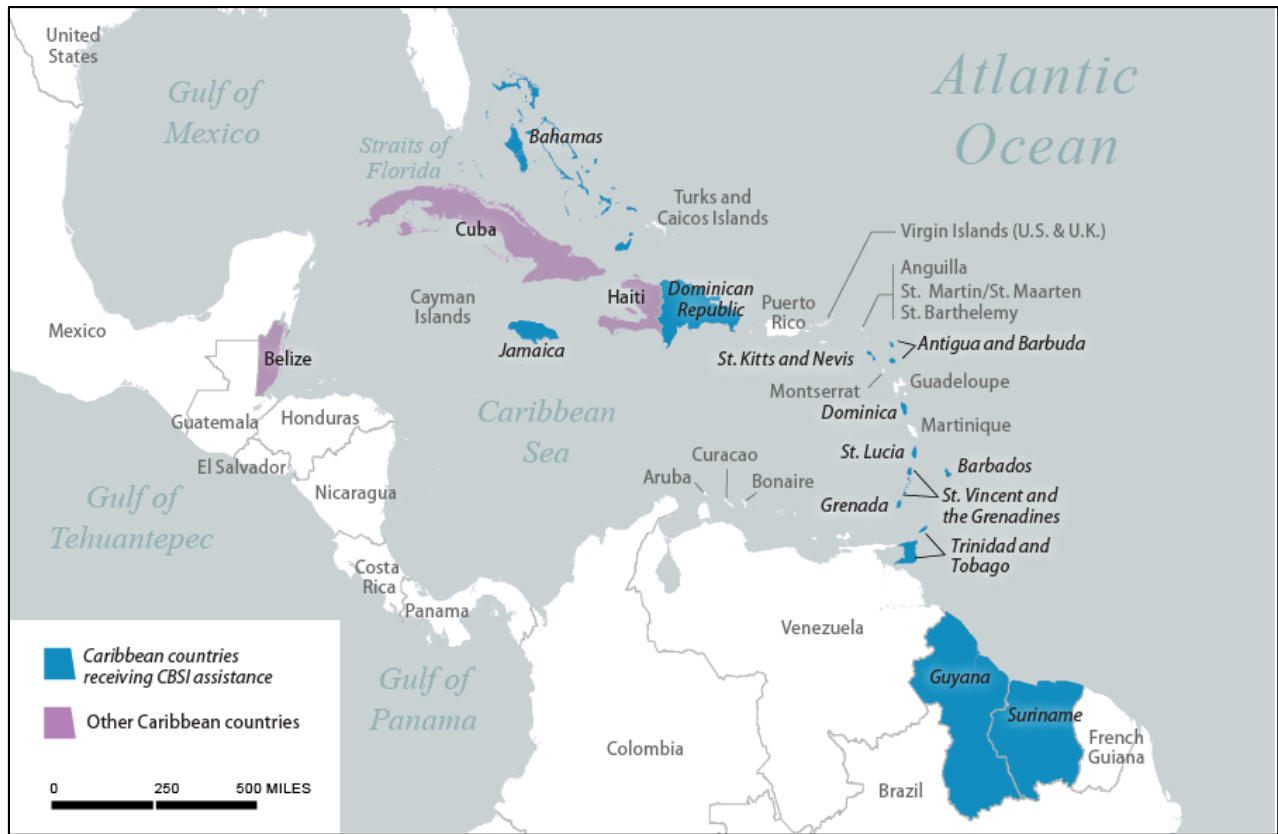 United
States
Gulf of
Mexico
Atlantic
Ocean
Straits of
Florida
Bahamas
Turks and
Caicos Islands
Cuba
Virgin Islands (U.S. & U.K.)
Anguilla
St. Martin/St. Maarten
St. Barthelemy
Cayman
Islands
Haiti
Dominican
Republic
Puerto
Rico
Mexico
Jamaica
Belize
St. Kitts and Nevis
Antigua and Barbuda
Montserrat
Guadeloupe
Dominica
Martinique
Guatemala
Honduras
Caribbean
Sea
El Salvador
Nicaragua
St. Lucia
Barbados
Curacao
Aruba
Bonaire
Grenada
St. Vincent and
the Grenadines
Gulf of
Tehuantepec
Trinidad and
Tobago
Costa
Rica
Panama
Venezuela
Guyana
Suriname
French
Guiana
Gulf of
Panama
Colombia
Brazil
Caribbean countries
receiving CBSI assistance
Other Caribbean countries
0 250 500 MILES